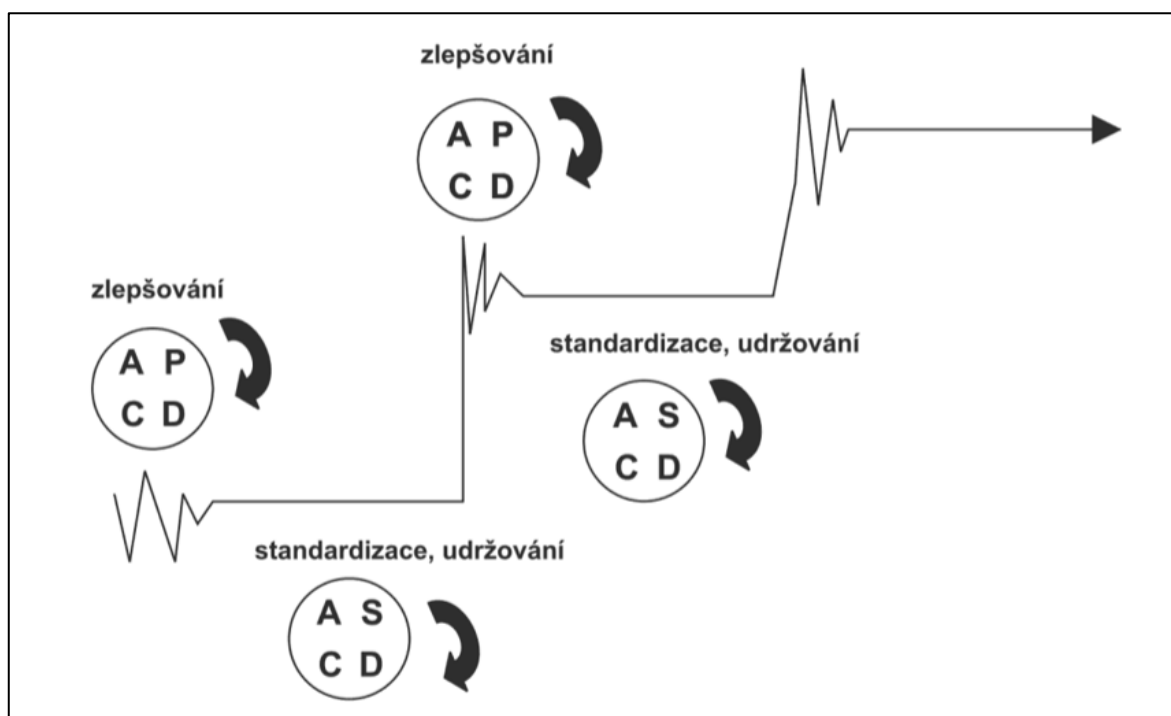 zlepšování
A P
C D
zlepšování
A P
C D
standardizace, udržování
A S
C D
standardizace, udržování
A S
C D